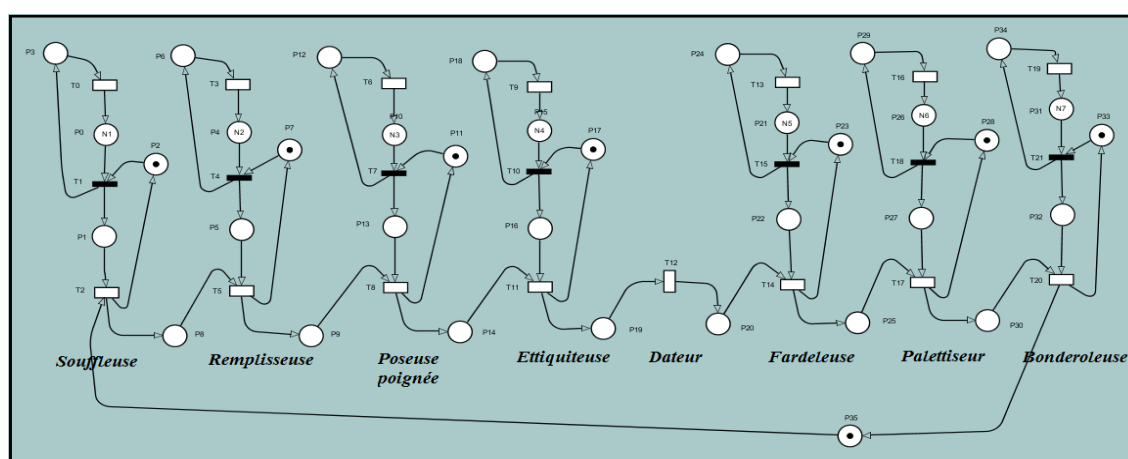 P3 P6 P12 P18 P24 P29 P34
T0 T3 T6 T9 T13 T16 T19
P0 N1 P4 N2 P10 N3 P15 N4 P21 N5 P26 N6 P31 N7
P2 P7 P11 P17 P23 P28 P33
T1 T4 T7 T10 T15 T18 T21
P1 P5 P13 P16 P22 P27 P32
T12
T2 T5 T8 T11 T14 T17 T20
P8 P9 P14 P19 P20 P25 P30
Souffleuse Remplisseuse Poseuse Ettiquiteuse Dateur Fardeleuse Palettiseur Bonderoleuse
poignée
P35